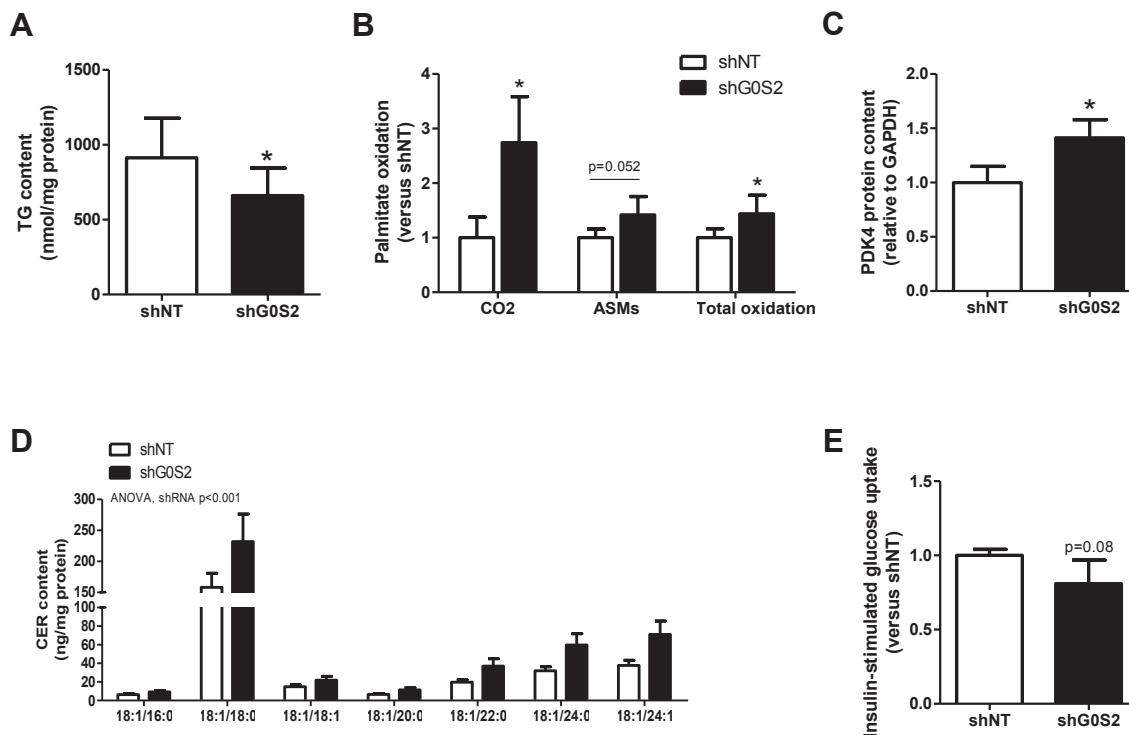 A
TG content
(nmol/mg protein)
1500
1000
500
0
*
shNT
shG0S2
B
shNT
shG0S2
Palmitate oxidation
(versus shNT)
4
3
2
1
0
*
p=0.052
*
CO2
ASMs
Total oxidation
C
PDK4 protein content
(relative to GAPDH)
2.0
1.5
1.0
0.5
0.0
*
shNT
shG0S2
D
shNT
shG0S2
ANOVA, shRNA p<0.001
CER content
(ng/mg protein)
300
250
200
150
100
80
60
40
20
0
18:1/16:0
18:1/18:0
18:1/18:1
18:1/20:0
18:1/22:0
18:1/24:0
18:1/24:1
E
Insulin-stimulated glucose uptake
(versus shNT)
1.5
1.0
0.5
0.0
p=0.08
shNT
shG0S2